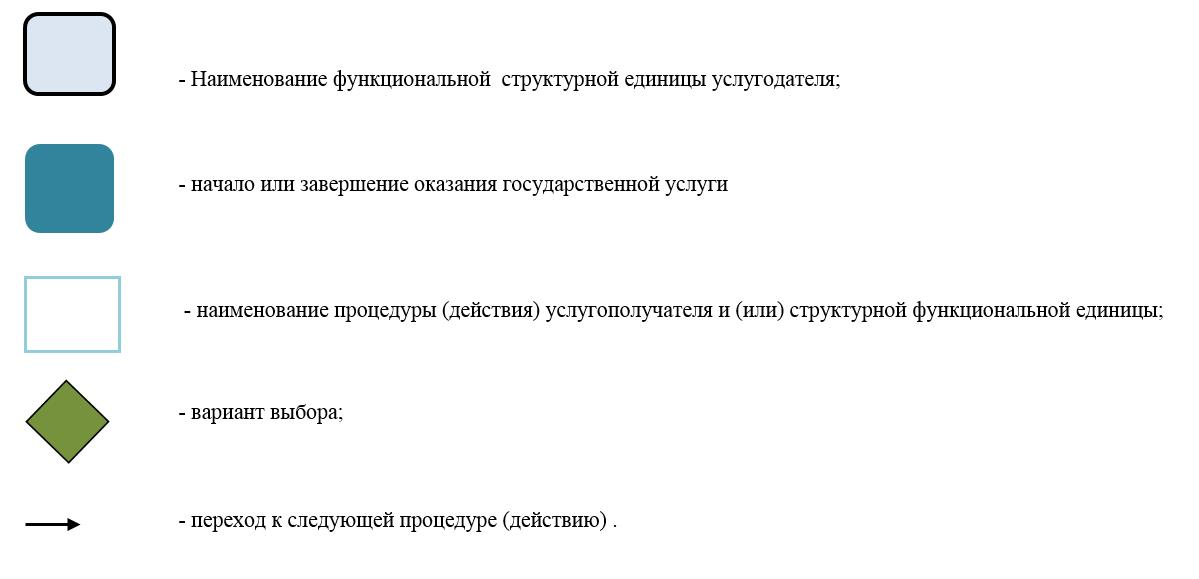 - Наименование функциональной  структурной единицы услугодателя;
- начало или завершение оказания государственной услуги
- наименование процедуры (действия) услугополучателя и (или) структурной функциональной единицы;
- вариант выбора;
- переход к следующей процедуре (действию) .